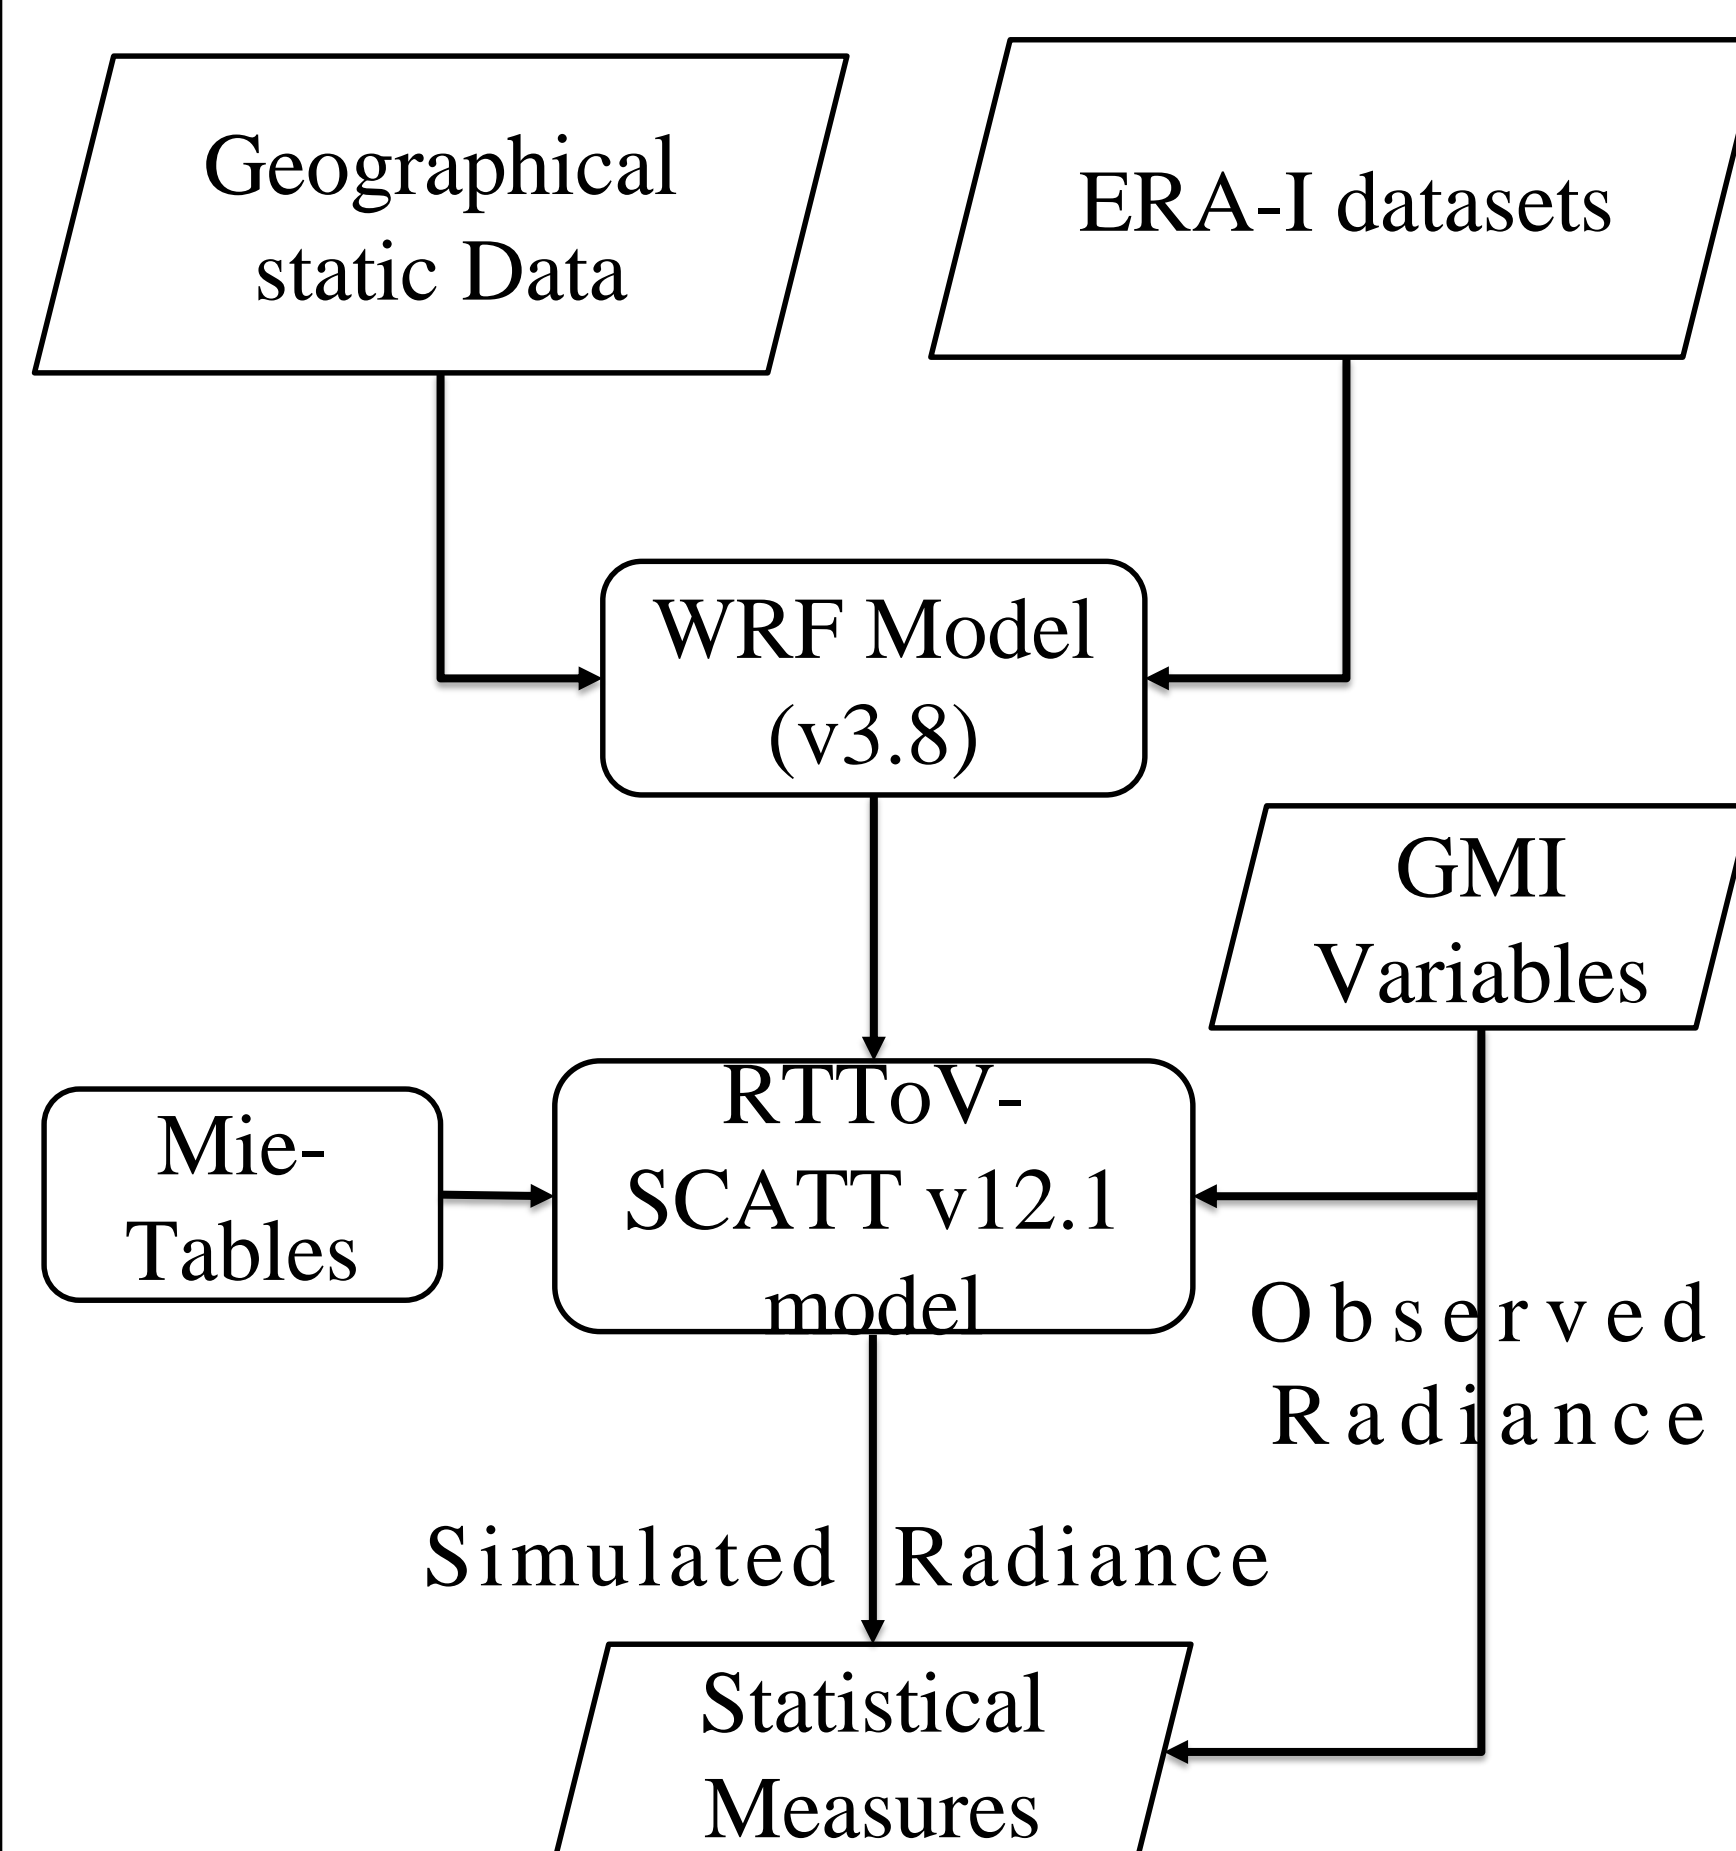 Geographical
static Data
ERA-I datasets
WRF Model
(v3.8)
GMI
Variables
Mie-
Tables
RTToV-
SCATT v12.1
model
Observed
Radiance
Simulated Radiance
Statistical
Measures